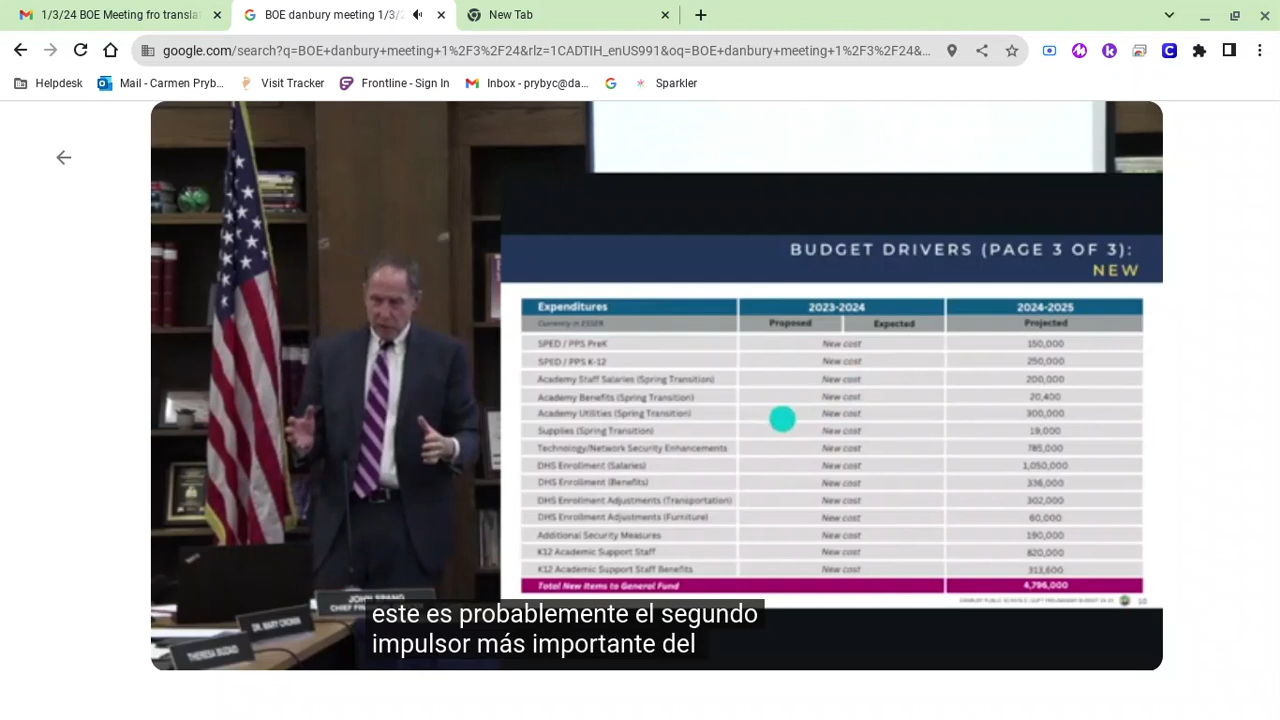 1/3/24 BOE Meeting fro translat
BOE danbury meeting 1/3/2
New Tab
google.com/search?q=BOE+danbury+meeting+1%2F3%2F24&rlz=1CADTIH_enUS991&oq=BOE+danbury+meeting+1%2F3%2F24&...
Helpdesk
Mail - Carmen Pryb...
Visit Tracker
Frontline - Sign In
Inbox - prybyc@da...
Sparkler
BUDGET DRIVERS (PAGE 3 OF 3):
NEW
Expenditures 2023-2024 2024-2025
Currently in ESSER Proposed Expected Projected
SPED / PPS PreK New cost 150,000
SPED / PPS K-12 New cost 250,000
Academy Staff Salaries (Spring Transition) New cost 200,000
Academy Benefits (Spring Transition) New cost 20,400
Academy Utilities (Spring Transition) New cost 300,000
Supplies (Spring Transition) New cost 19,000
Technology/Network Security Enhancements New cost 785,000
DHS Enrollment (Salaries) New cost 1,050,000
DHS Enrollment (Benefits) New cost 336,000
DHS Enrollment Adjustments (Transportation) New cost 302,000
DHS Enrollment Adjustments (Furniture) New cost 60,000
Additional Security Measures New cost 190,000
K12 Academic Support Staff New cost 820,000
K12 Academic Support Staff Benefits New cost 313,600
Total New Items to General Fund 4,796,000
JOHN SPANG
DR. MARY CRONIN
este es probablemente el segundo
impulsor más importante del